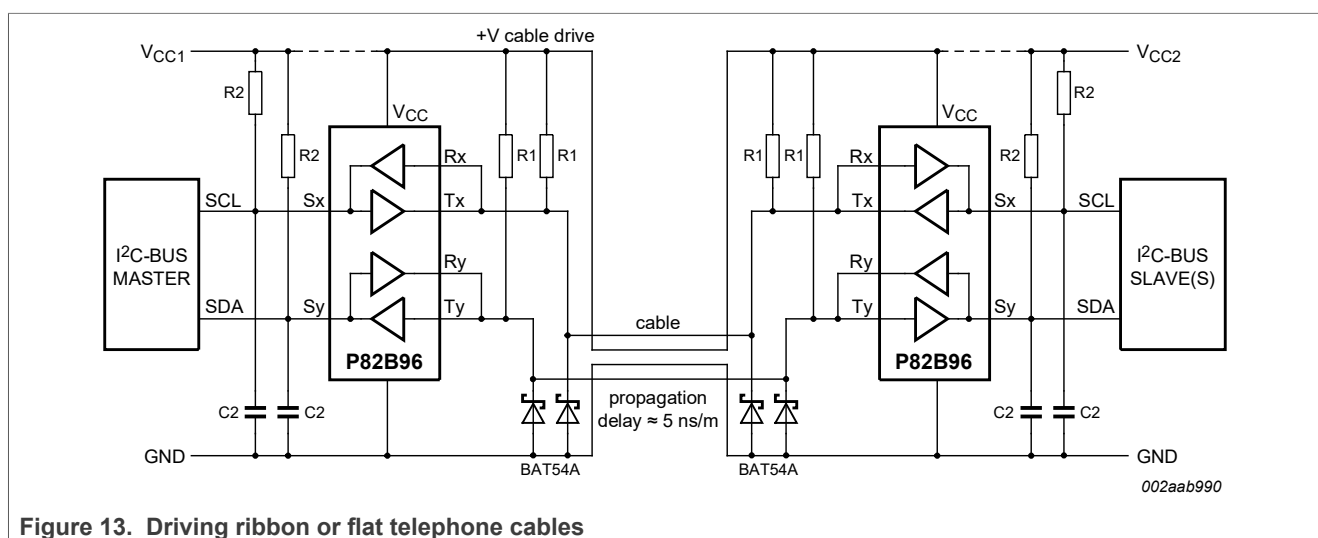 +V cable drive
VCC1
VCC2
R2
R2
VCC
R1
R1
R1
R1
VCC
R2
R2
Rx
Rx
SCL
Sx
Tx
Tx
Sx
SCL
I2C-BUS
MASTER
I2C-BUS
SLAVE(S)
Ry
Ry
SDA
Sy
Ty
Ty
Sy
SDA
cable
P82B96
P82B96
propagation
delay ≈ 5 ns/m
C2
C2
C2
C2
GND
BAT54A
BAT54A
GND
002aab990
Figure 13. Driving ribbon or flat telephone cables